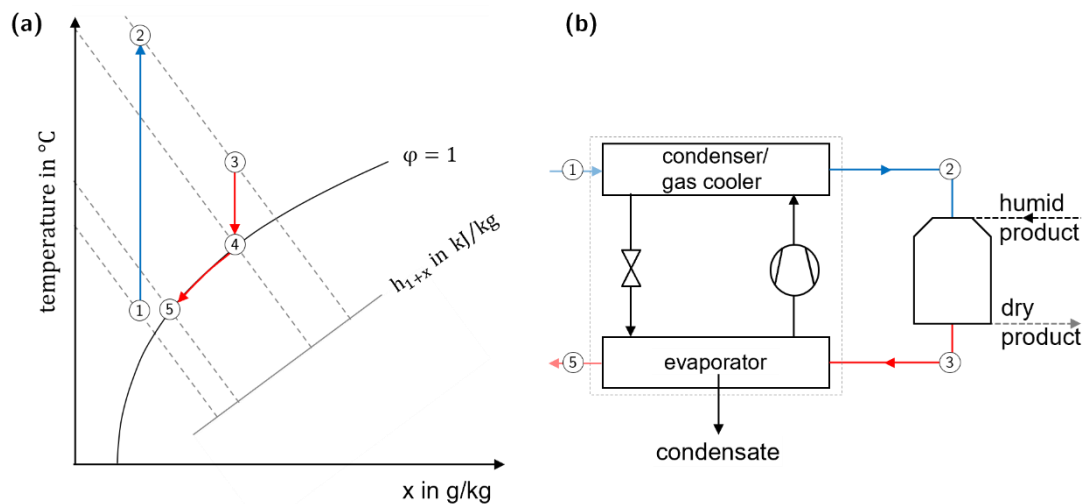 (a)
temperature in °C
2
3
φ = 1
4
1
5
h₁₊ₓ in kJ/kg
x in g/kg
(b)
1
condenser/
gas cooler
2
humid
product
dry
product
5
evaporator
3
condensate